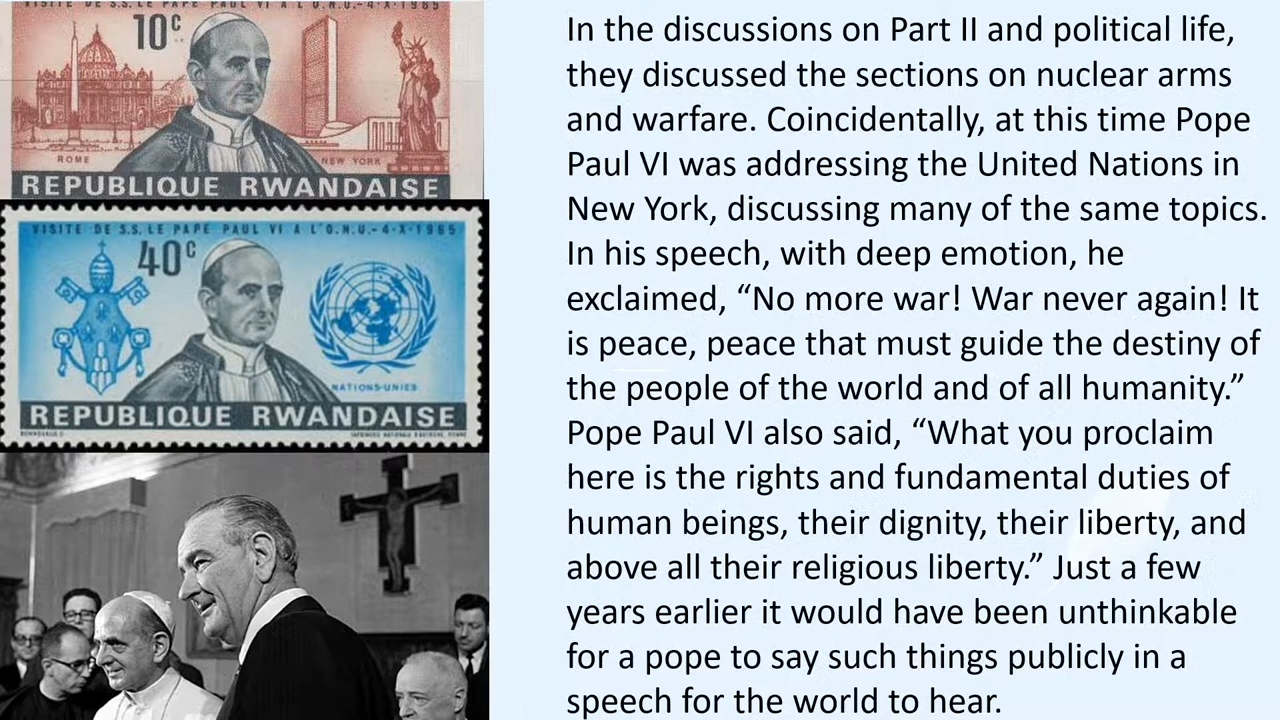 VISITE DE S.S. LE PAPE PAUL VI A L'O.N.U.-4-X-1965
10c
ROME
NEW YORK
REPUBLIQUE RWANDAISE
VISITE DE S.S. LE PAPE PAUL VI A L'O.N.U.-4-X-1965
40c
NATIONS-UNIES
REPUBLIQUE RWANDAISE
In the discussions on Part II and political life,
they discussed the sections on nuclear arms
and warfare. Coincidentally, at this time Pope
Paul VI was addressing the United Nations in
New York, discussing many of the same topics.
In his speech, with deep emotion, he
exclaimed, “No more war! War never again! It
is peace, peace that must guide the destiny of
the people of the world and of all humanity.”
Pope Paul VI also said, “What you proclaim
here is the rights and fundamental duties of
human beings, their dignity, their liberty, and
above all their religious liberty.” Just a few
years earlier it would have been unthinkable
for a pope to say such things publicly in a
speech for the world to hear.